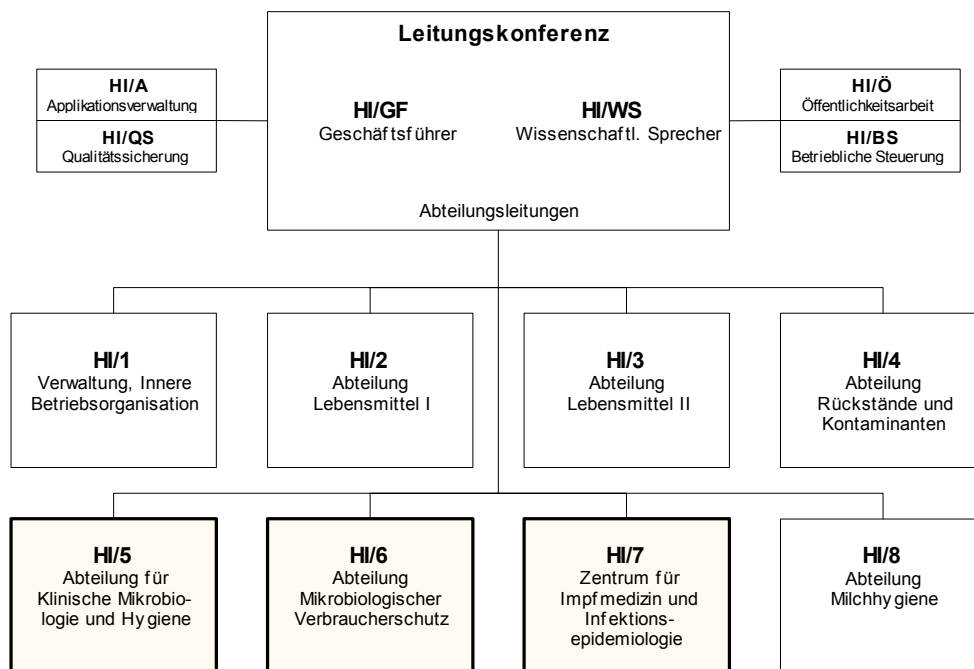 Leitungskonferenz
HI/A
Applikationsverwaltung
HI/QS
Qualitätssicherung
HI/GF
Geschäftsführer
HI/WS
Wissenschaftl. Sprecher
HI/Ö
Öffentlichkeitsarbeit
HI/BS
Betriebliche Steuerung
Abteilungsleitungen
HI/1
Verwaltung, Innere
Betriebsorganisation
HI/2
Abteilung
Lebensmittel I
HI/3
Abteilung
Lebensmittel II
HI/4
Abteilung
Rückstände und
Kontaminanten
HI/5
Abteilung für
Klinische Mikrobio-
logie und Hygiene
HI/6
Abteilung
Mikrobiologischer
Verbraucherschutz
HI/7
Zentrum für
Impfmedizin und
Infektions-
epidemiologie
HI/8
Abteilung
Milchhygiene